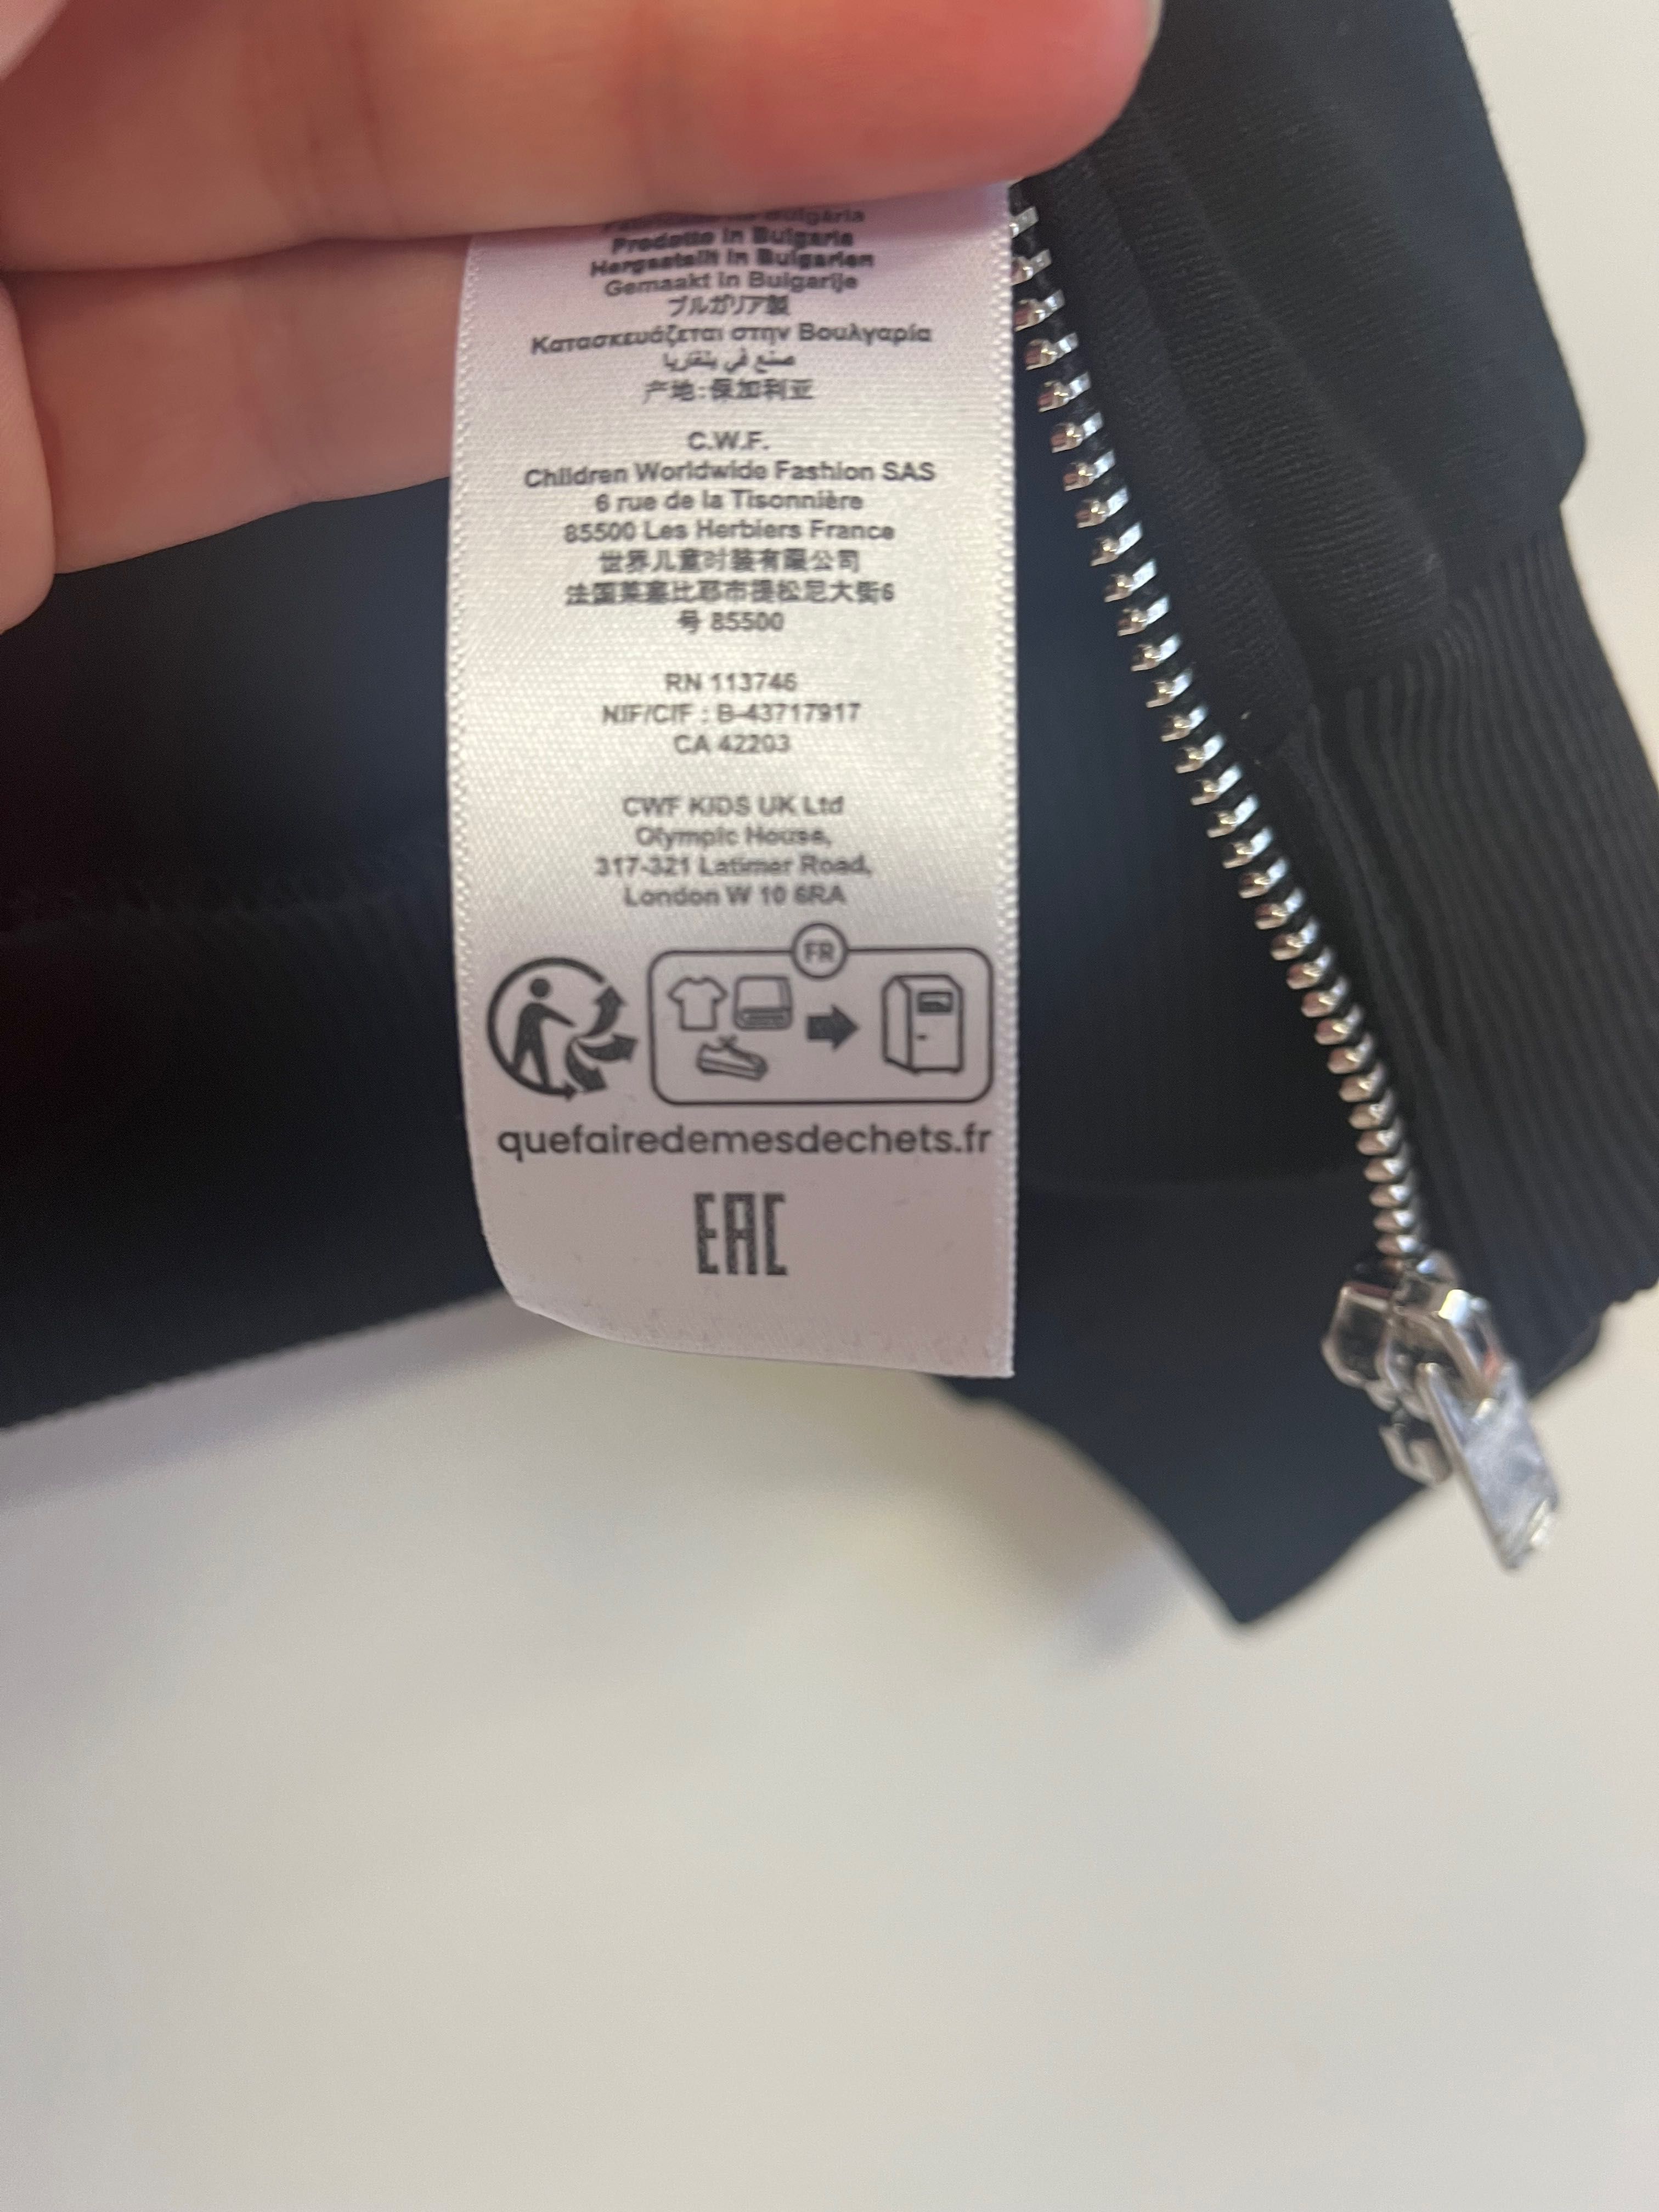 Bulgária
Prodotto in Bulgaria
Hergestellt in Bulgarien
Gemaakt in Bulgarije
ブルガリア製
Κατασκευάζεται στην Βουλγαρία
صنع في بلغاريا
产地:保加利亚
C.W.F.
Children Worldwide Fashion SAS
6 rue de la Tisonnière
85500 Les Herbiers France
世界儿童时装有限公司
法国莱塞比耶市提松尼大街6
号 85500
RN 113746
NIF/CIF : B-43717917
CA 42203
CWF KIDS UK Ltd
Olympic House,
317-321 Latimer Road,
London W 10 6RA
FR
quefairedemesdechets.fr
EAC